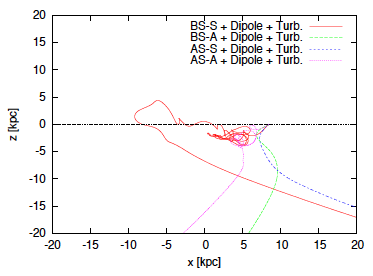 BS-S + Dipole + Turb.
BS-A + Dipole + Turb.
AS-S + Dipole + Turb.
AS-A + Dipole + Turb.
20
15
10
5
0
-5
-10
-15
-20
z [kpc]
-20 -15 -10 -5 0 5 10 15 20
x [kpc]